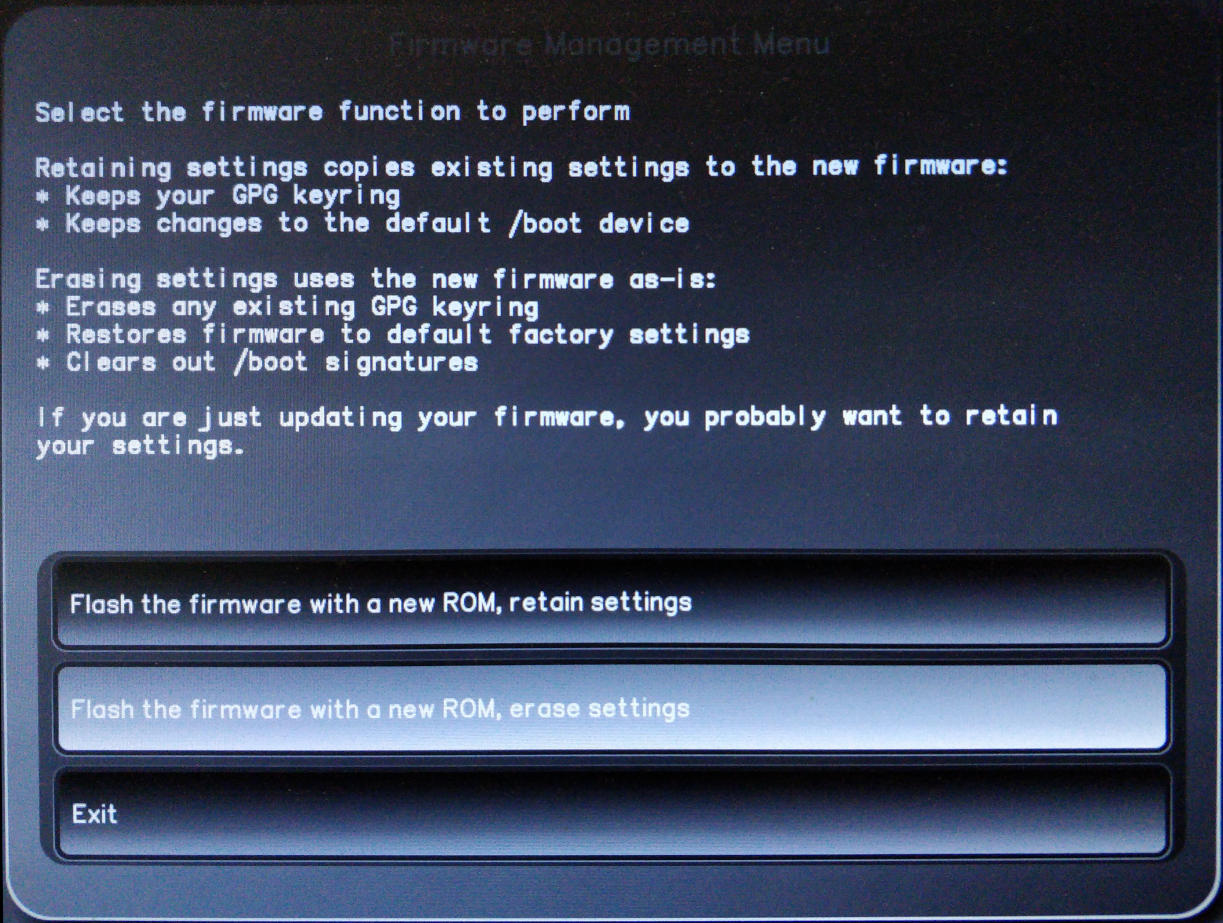 Firmware Management Menu
Select the firmware function to perform
Retaining settings copies existing settings to the new firmware:
* Keeps your GPG keyring
* Keeps changes to the default /boot device
Erasing settings uses the new firmware as-is:
* Erases any existing GPG keyring
* Restores firmware to default factory settings
* Clears out /boot signatures
If you are just updating your firmware, you probably want to retain
your settings.
Flash the firmware with a new ROM, retain settings
Flash the firmware with a new ROM, erase settings
Exit